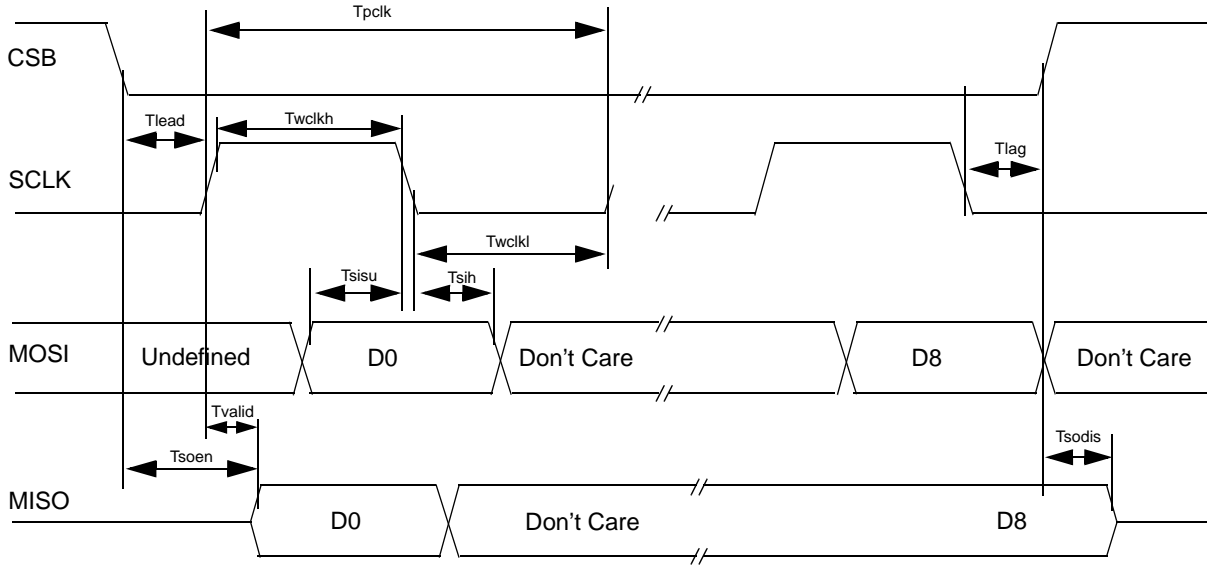 Tpclk
CSB
Tlead
Twclkh
Tlag
SCLK
Twclkl
Tsisu
Tsih
MOSI
Undefined
D0
Don't Care
D8
Don't Care
Tvalid
Tsoen
Tsodis
MISO
D0
Don't Care
D8